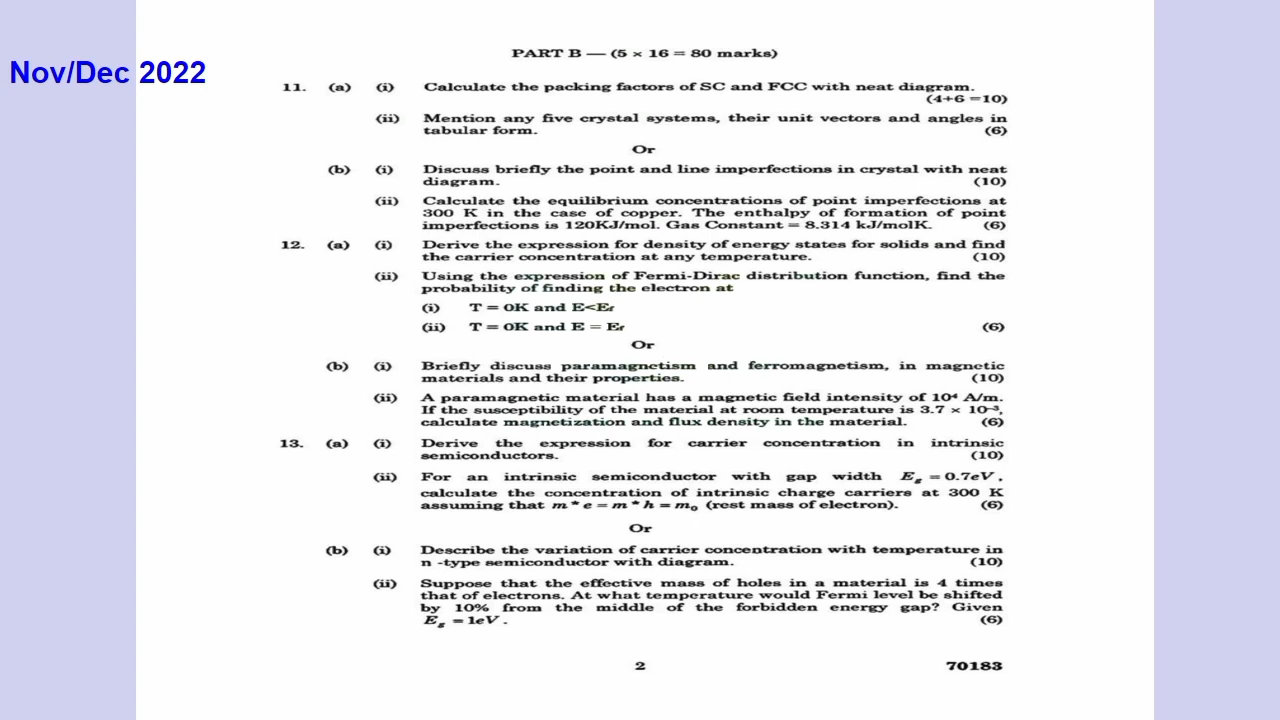 Nov/Dec 2022
PART B — (5 × 16 = 80 marks)
11. (a) (i) Calculate the packing factors of SC and FCC with neat diagram.
(4+6 =10)
(ii) Mention any five crystal systems, their unit vectors and angles in
tabular form. (6)
Or
(b) (i) Discuss briefly the point and line imperfections in crystal with neat
diagram. (10)
(ii) Calculate the equilibrium concentrations of point imperfections at
300 K in the case of copper. The enthalpy of formation of point
imperfections is 120KJ/mol. Gas Constant = 8.314 kJ/molK. (6)
12. (a) (i) Derive the expression for density of energy states for solids and find
the carrier concentration at any temperature. (10)
(ii) Using the expression of Fermi-Dirac distribution function, find the
probability of finding the electron at
(i) T = 0K and E<Ef
(ii) T = 0K and E = Ef (6)
Or
(b) (i) Briefly discuss paramagnetism and ferromagnetism, in magnetic
materials and their properties. (10)
(ii) A paramagnetic material has a magnetic field intensity of 10⁴ A/m.
If the susceptibility of the material at room temperature is 3.7 × 10⁻³,
calculate magnetization and flux density in the material. (6)
13. (a) (i) Derive the expression for carrier concentration in intrinsic
semiconductors. (10)
(ii) For an intrinsic semiconductor with gap width E_g = 0.7eV,
calculate the concentration of intrinsic charge carriers at 300 K
assuming that m*e = m*h = m₀ (rest mass of electron). (6)
Or
(b) (i) Describe the variation of carrier concentration with temperature in
n -type semiconductor with diagram. (10)
(ii) Suppose that the effective mass of holes in a material is 4 times
that of electrons. At what temperature would Fermi level be shifted
by 10% from the middle of the forbidden energy gap? Given
E_g = 1eV. (6)
2 70183